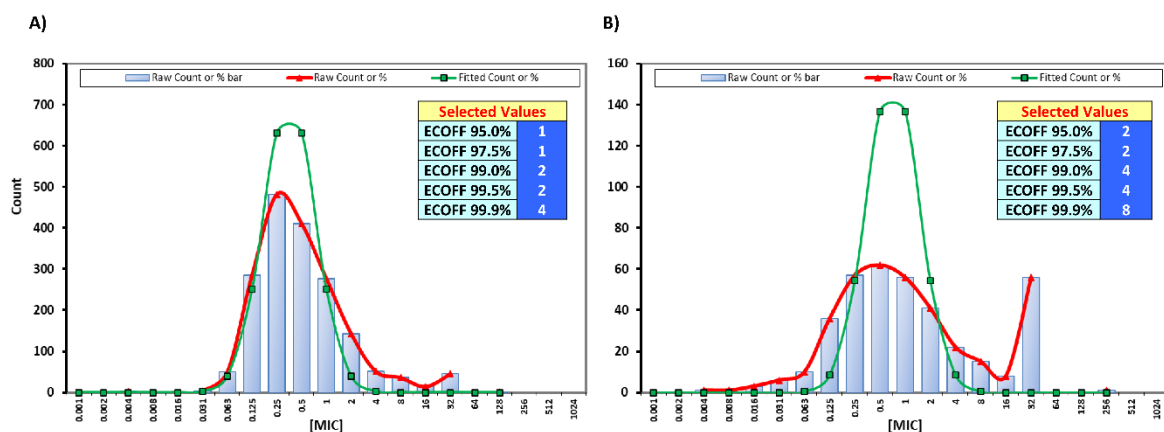 A)
Raw Count or % bar Raw Count or % Fitted Count or %
Selected Values
ECOFF 95.0% 1
ECOFF 97.5% 1
ECOFF 99.0% 2
ECOFF 99.5% 2
ECOFF 99.9% 4
Count
800
700
600
500
400
300
200
100
0
0.001 0.002 0.004 0.008 0.016 0.031 0.063 0.125 0.25 0.5 1 2 4 8 16 32 64 128 256 512 1024
[MIC]
B)
Raw Count or % bar Raw Count or % Fitted Count or %
Selected Values
ECOFF 95.0% 2
ECOFF 97.5% 2
ECOFF 99.0% 4
ECOFF 99.5% 4
ECOFF 99.9% 8
160
140
120
100
80
60
40
20
0
0.001 0.002 0.004 0.008 0.016 0.031 0.063 0.125 0.25 0.5 1 2 4 8 16 32 64 128 256 512 1024
[MIC]